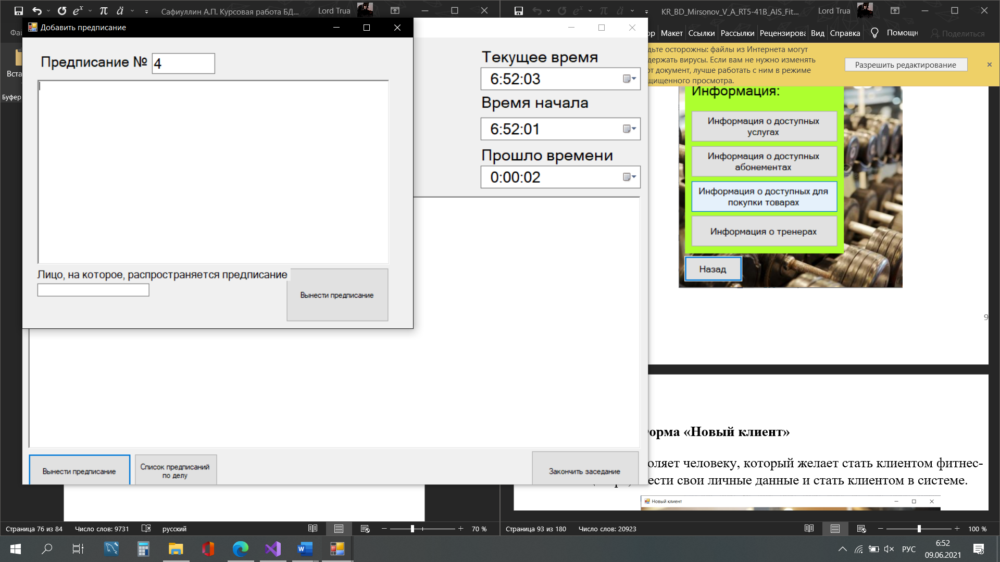 Сафиуллин А.П. Курсовая работа БД...
Lord Trua
KR_BD_Mirsonov_V_A_RT5-41B_AIS_Fit...
Lord Trua
Добавить предписание
Макет
Ссылки
Рассылки
Рецензирова
Вид
Справка
Помощн
Поделиться
Вста
Буфер
Предписание №
4
Лицо, на которое, распространяется предписание
Вынести предписание
Текущее время
6:52:03
Время начала
6:52:01
Прошло времени
0:00:02
Вынести предписание
Список предписаний
по делу
Закончить заседание
дьте осторожны: файлы из Интернета могут
держать вирусы. Если вам не нужно изменять
от документ, лучше работать с ним в режиме
щищенного просмотра.
Разрешить редактирование
Информация:
Информация о доступных
услугах
Информация о доступных
абонементах
Информация о доступных для
покупки товарах
Информация о тренерах
Назад
9
орма «Новый клиент»
оляет человеку, который желает стать клиентом фитнес-
ести свои личные данные и стать клиентом в системе.
Новый клиент
Страница 76 из 84
Число слов: 9731
русский
70 %
Страница 93 из 180
Число слов: 20923
100 %
РУС
6:52
09.06.2021